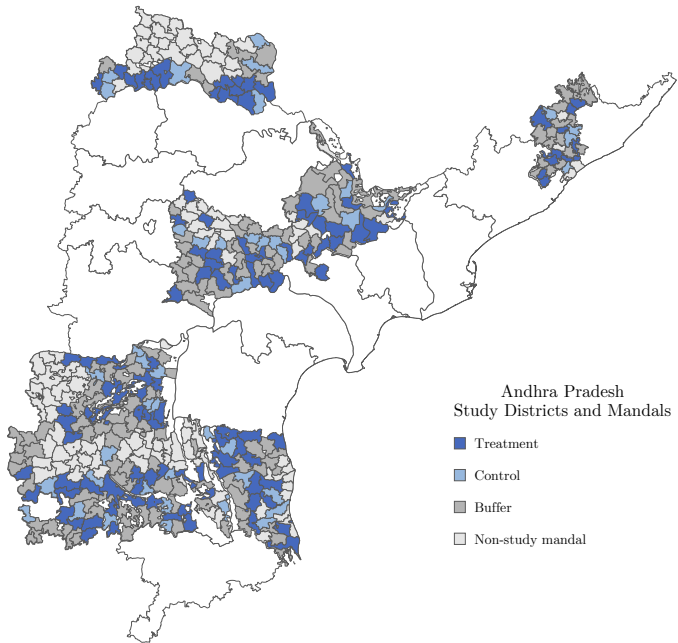 Andhra Pradesh
Study Districts and Mandals
Treatment
Control
Buffer
Non-study mandal